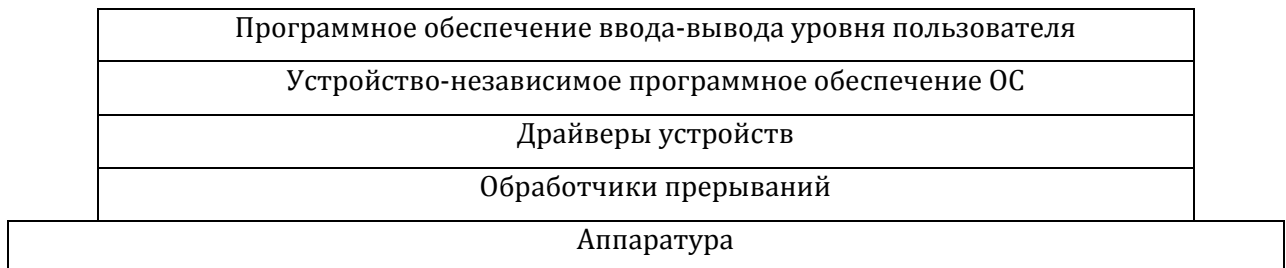 Программное обеспечение ввода-вывода уровня пользователя
Устройство-независимое программное обеспечение ОС
Драйверы устройств
Обработчики прерываний
Аппаратура